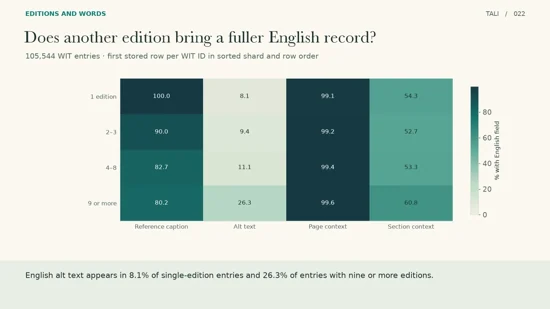 EDITIONS AND WORDS
TALI / 022
Does another edition bring a fuller English record?
105,544 WIT entries · first stored row per WIT ID in sorted shard and row order
1 edition 100.0 8.1 99.1 54.3
2–3 90.0 9.4 99.2 52.7
4–8 82.7 11.1 99.4 53.3
9 or more 80.2 26.3 99.6 60.8
Reference caption Alt text Page context Section context
80
60
40
20
0
% with English field
English alt text appears in 8.1% of single-edition entries and 26.3% of entries with nine or more editions.